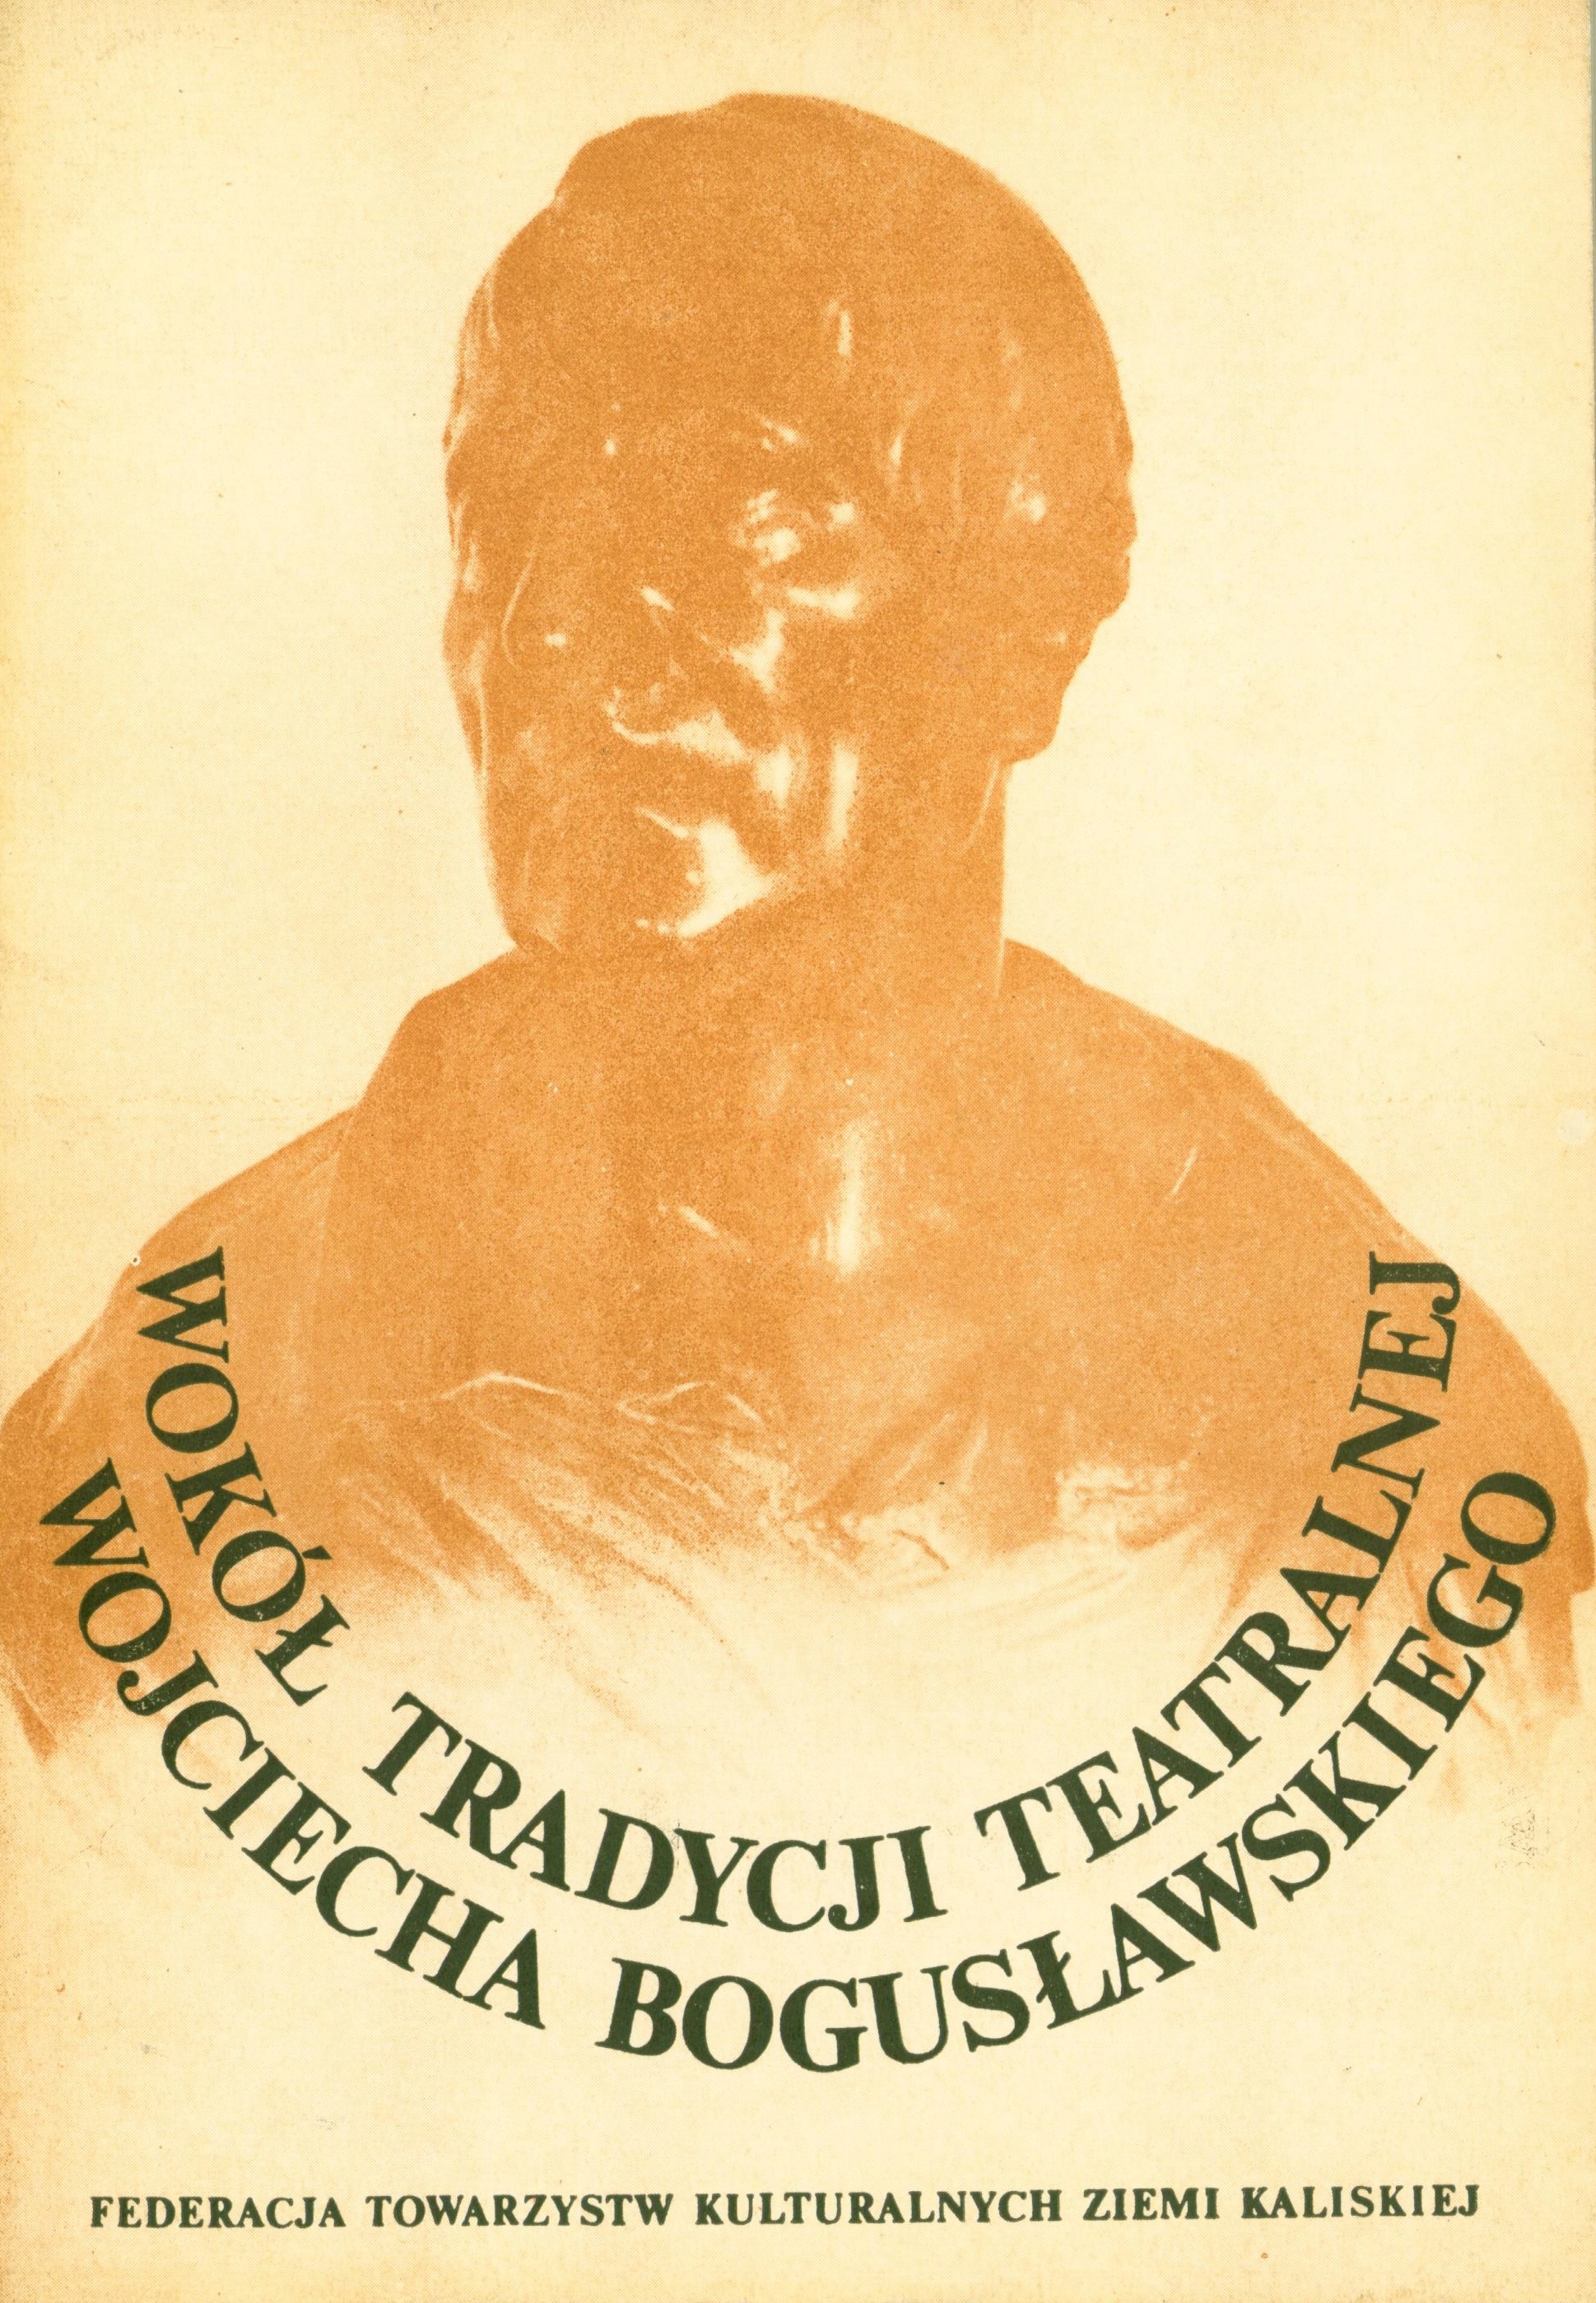 WOKÓŁ TRADYCJI TEATRALNEJ
WOJCIECHA BOGUSŁAWSKIEGO
FEDERACJA TOWARZYSTW KULTURALNYCH ZIEMI KALISKIEJ